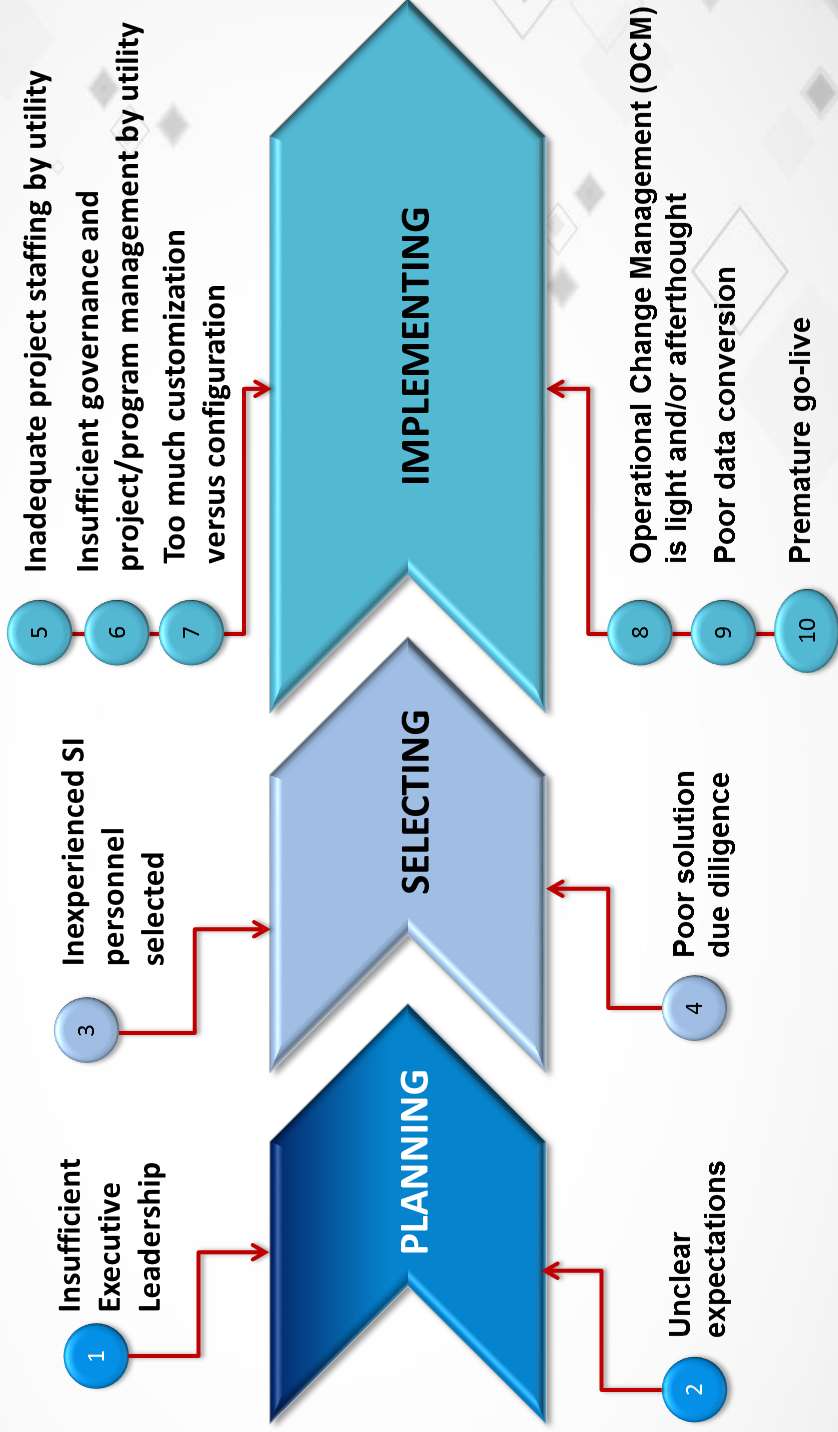 1
Insufficient
Executive
Leadership
PLANNING
2
Unclear
expectations
3
Inexperienced SI
personnel
selected
SELECTING
4
Poor solution
due diligence
5
Inadequate project staffing by utility
6
Insufficient governance and
project/program management by utility
7
Too much customization
versus configuration
IMPLEMENTING
8
Operational Change Management (OCM)
is light and/or afterthought
9
Poor data conversion
10
Premature go-live